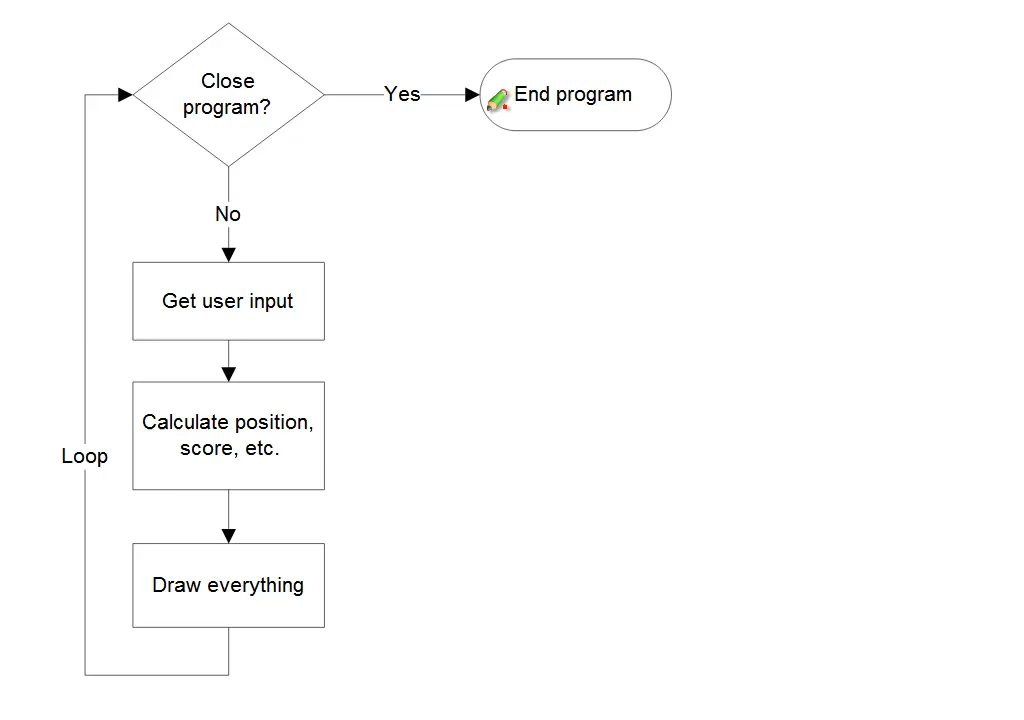 Close
program?
Yes
End program
No
Get user input
Calculate position,
score, etc.
Loop
Draw everything